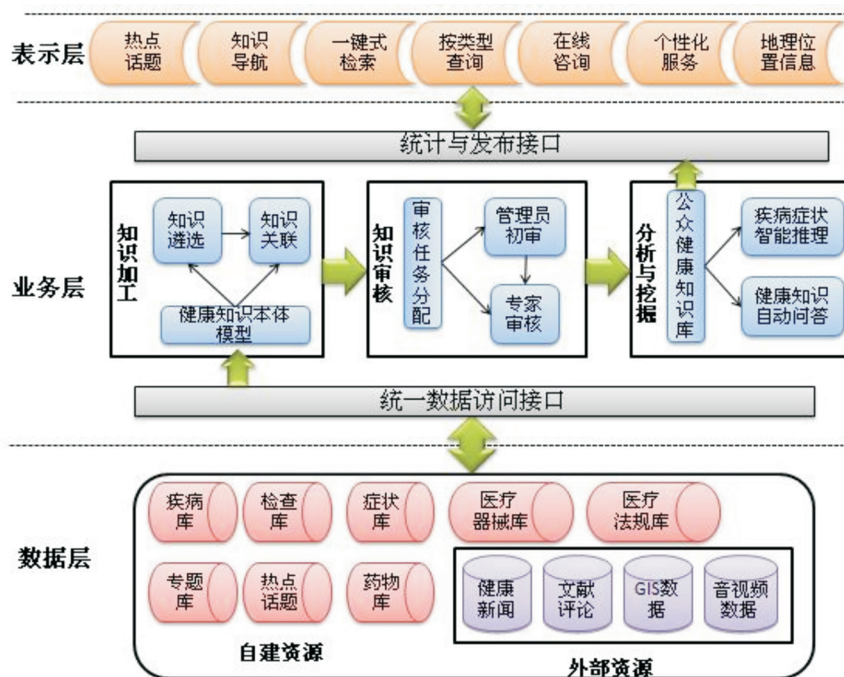 表示层
热点
话题
知识
导航
一键式
检索
按类型
查询
在线
咨询
个性化
服务
地理位
置信息
统计与发布接口
业务层
知识加工
知识
遴选
知识
关联
健康知识本体
模型
知识审核
审核任务分配
管理员
初审
专家
审核
分析与挖掘
公众健康知识库
疾病症状
智能推理
健康知识
自动问答
统一数据访问接口
数据层
疾病
库
检查
库
症状
库
医疗
器械库
医疗
法规库
专题
库
热点
话题
药物
库
健康
新闻
文献
评论
GIS数
据
音视频
数据
自建资源
外部资源